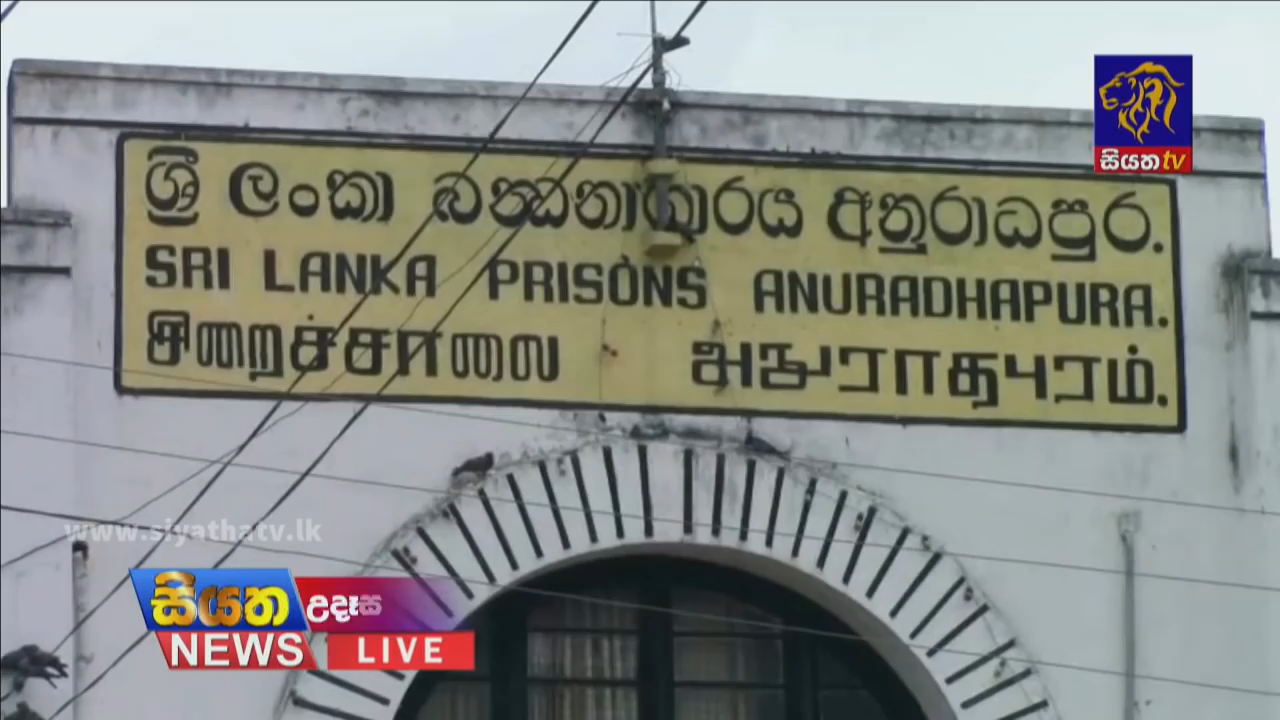 සියත tv
ශ්‍රී ලංකා බන්ධනාගාරය අනුරාධපුර.
SRI LANKA PRISONS ANURADHAPURA.
சிறைச்சாலை அநுராதபுரம்.
www.siyathatv.lk
සියත උදෑස
NEWS LIVE